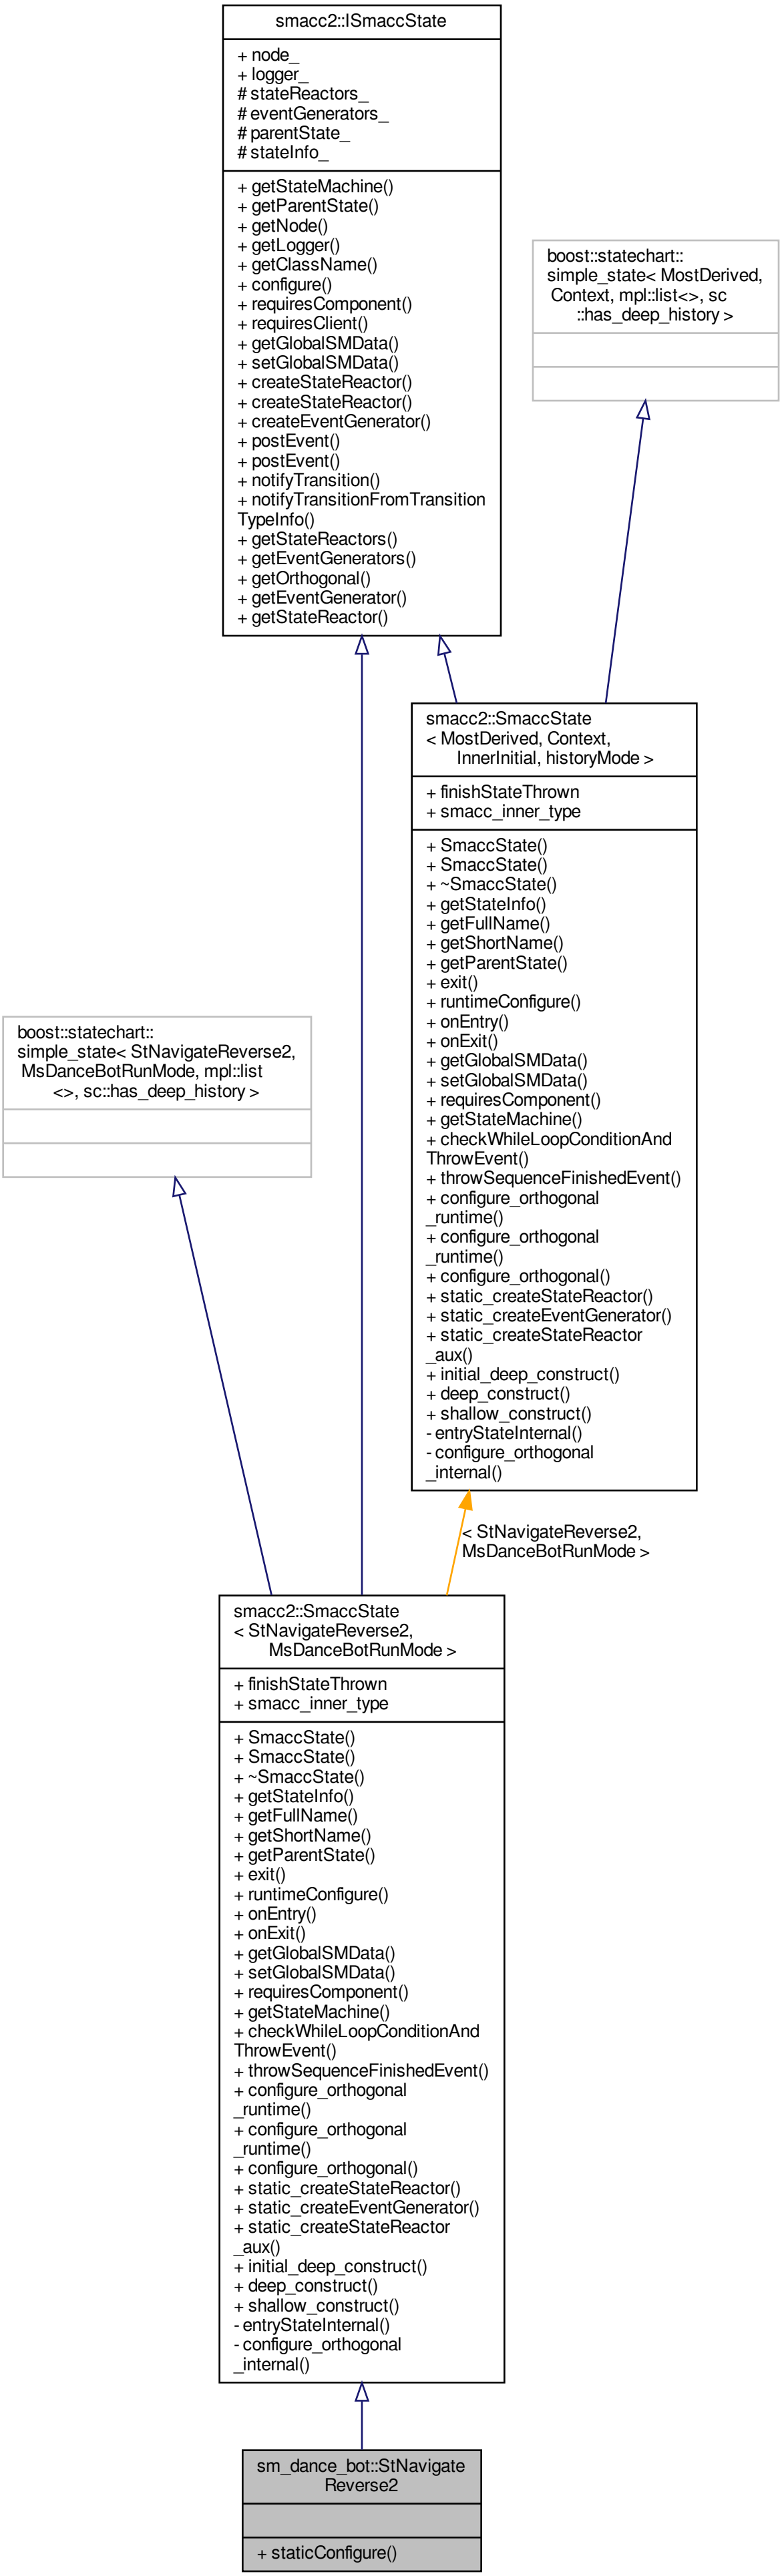 smacc2::ISmaccState
+ node_
+ logger_
# stateReactors_
# eventGenerators_
# parentState_
# stateInfo_
+ getStateMachine()
+ getParentState()
+ getNode()
+ getLogger()
+ getClassName()
+ configure()
+ requiresComponent()
+ requiresClient()
+ getGlobalSMData()
+ setGlobalSMData()
+ createStateReactor()
+ createStateReactor()
+ createEventGenerator()
+ postEvent()
+ postEvent()
+ notifyTransition()
+ notifyTransitionFromTransition
TypeInfo()
+ getStateReactors()
+ getEventGenerators()
+ getOrthogonal()
+ getEventGenerator()
+ getStateReactor()
boost::statechart::
simple_state< MostDerived,
Context, mpl::list<>, sc
::has_deep_history >
smacc2::SmaccState
< MostDerived, Context,
InnerInitial, historyMode >
+ finishStateThrown
+ smacc_inner_type
+ SmaccState()
+ SmaccState()
+ ~SmaccState()
+ getStateInfo()
+ getFullName()
+ getShortName()
+ getParentState()
+ exit()
+ runtimeConfigure()
+ onEntry()
+ onExit()
+ getGlobalSMData()
+ setGlobalSMData()
+ requiresComponent()
+ getStateMachine()
+ checkWhileLoopConditionAnd
ThrowEvent()
+ throwSequenceFinishedEvent()
+ configure_orthogonal
_runtime()
+ configure_orthogonal
_runtime()
+ configure_orthogonal()
+ static_createStateReactor()
+ static_createEventGenerator()
+ static_createStateReactor
_aux()
+ initial_deep_construct()
+ deep_construct()
+ shallow_construct()
- entryStateInternal()
- configure_orthogonal
_internal()
boost::statechart::
simple_state< StNavigateReverse2,
MsDanceBotRunMode, mpl::list
<>, sc::has_deep_history >
< StNavigateReverse2,
MsDanceBotRunMode >
smacc2::SmaccState
< StNavigateReverse2,
MsDanceBotRunMode >
+ finishStateThrown
+ smacc_inner_type
+ SmaccState()
+ SmaccState()
+ ~SmaccState()
+ getStateInfo()
+ getFullName()
+ getShortName()
+ getParentState()
+ exit()
+ runtimeConfigure()
+ onEntry()
+ onExit()
+ getGlobalSMData()
+ setGlobalSMData()
+ requiresComponent()
+ getStateMachine()
+ checkWhileLoopConditionAnd
ThrowEvent()
+ throwSequenceFinishedEvent()
+ configure_orthogonal
_runtime()
+ configure_orthogonal
_runtime()
+ configure_orthogonal()
+ static_createStateReactor()
+ static_createEventGenerator()
+ static_createStateReactor
_aux()
+ initial_deep_construct()
+ deep_construct()
+ shallow_construct()
- entryStateInternal()
- configure_orthogonal
_internal()
sm_dance_bot::StNavigate
Reverse2
+ staticConfigure()